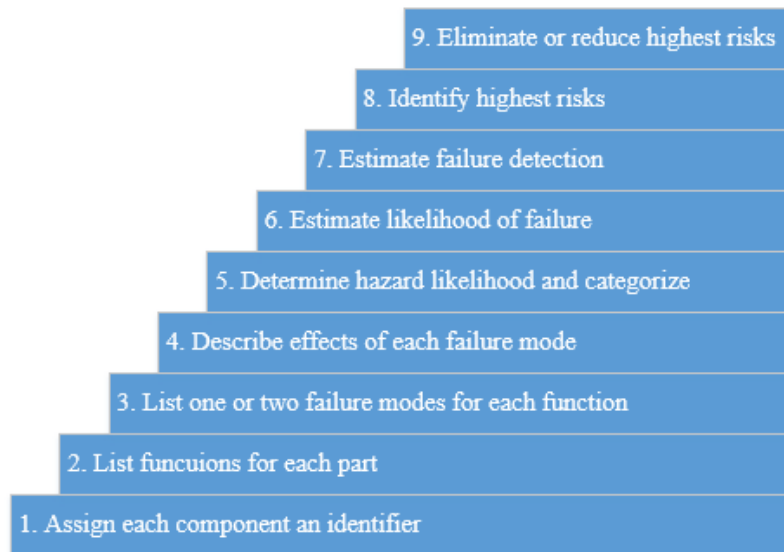 9. Eliminate or reduce highest risks
8. Identify highest risks
7. Estimate failure detection
6. Estimate likelihood of failure
5. Determine hazard likelihood and categorize
4. Describe effects of each failure mode
3. List one or two failure modes for each function
2. List funcuions for each part
1. Assign each component an identifier